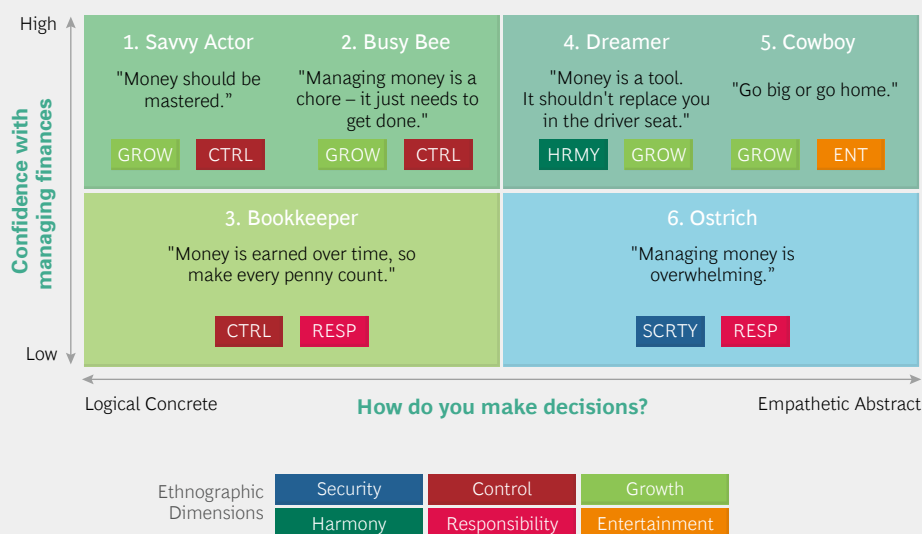 High
Confidence with
managing finances
Low
1. Savvy Actor
"Money should be
mastered.”
GROW
CTRL
2. Busy Bee
"Managing money is a
chore – it just needs to
get done."
GROW
CTRL
4. Dreamer
"Money is a tool.
It shouldn't replace you
in the driver seat."
HRMY
GROW
5. Cowboy
"Go big or go home."
GROW
ENT
3. Bookkeeper
"Money is earned over time, so
make every penny count."
CTRL
RESP
6. Ostrich
"Managing money is
overwhelming.”
SCRTY
RESP
Logical Concrete
How do you make decisions?
Empathetic Abstract
Ethnographic
Dimensions
Security
Control
Growth
Harmony
Responsibility
Entertainment